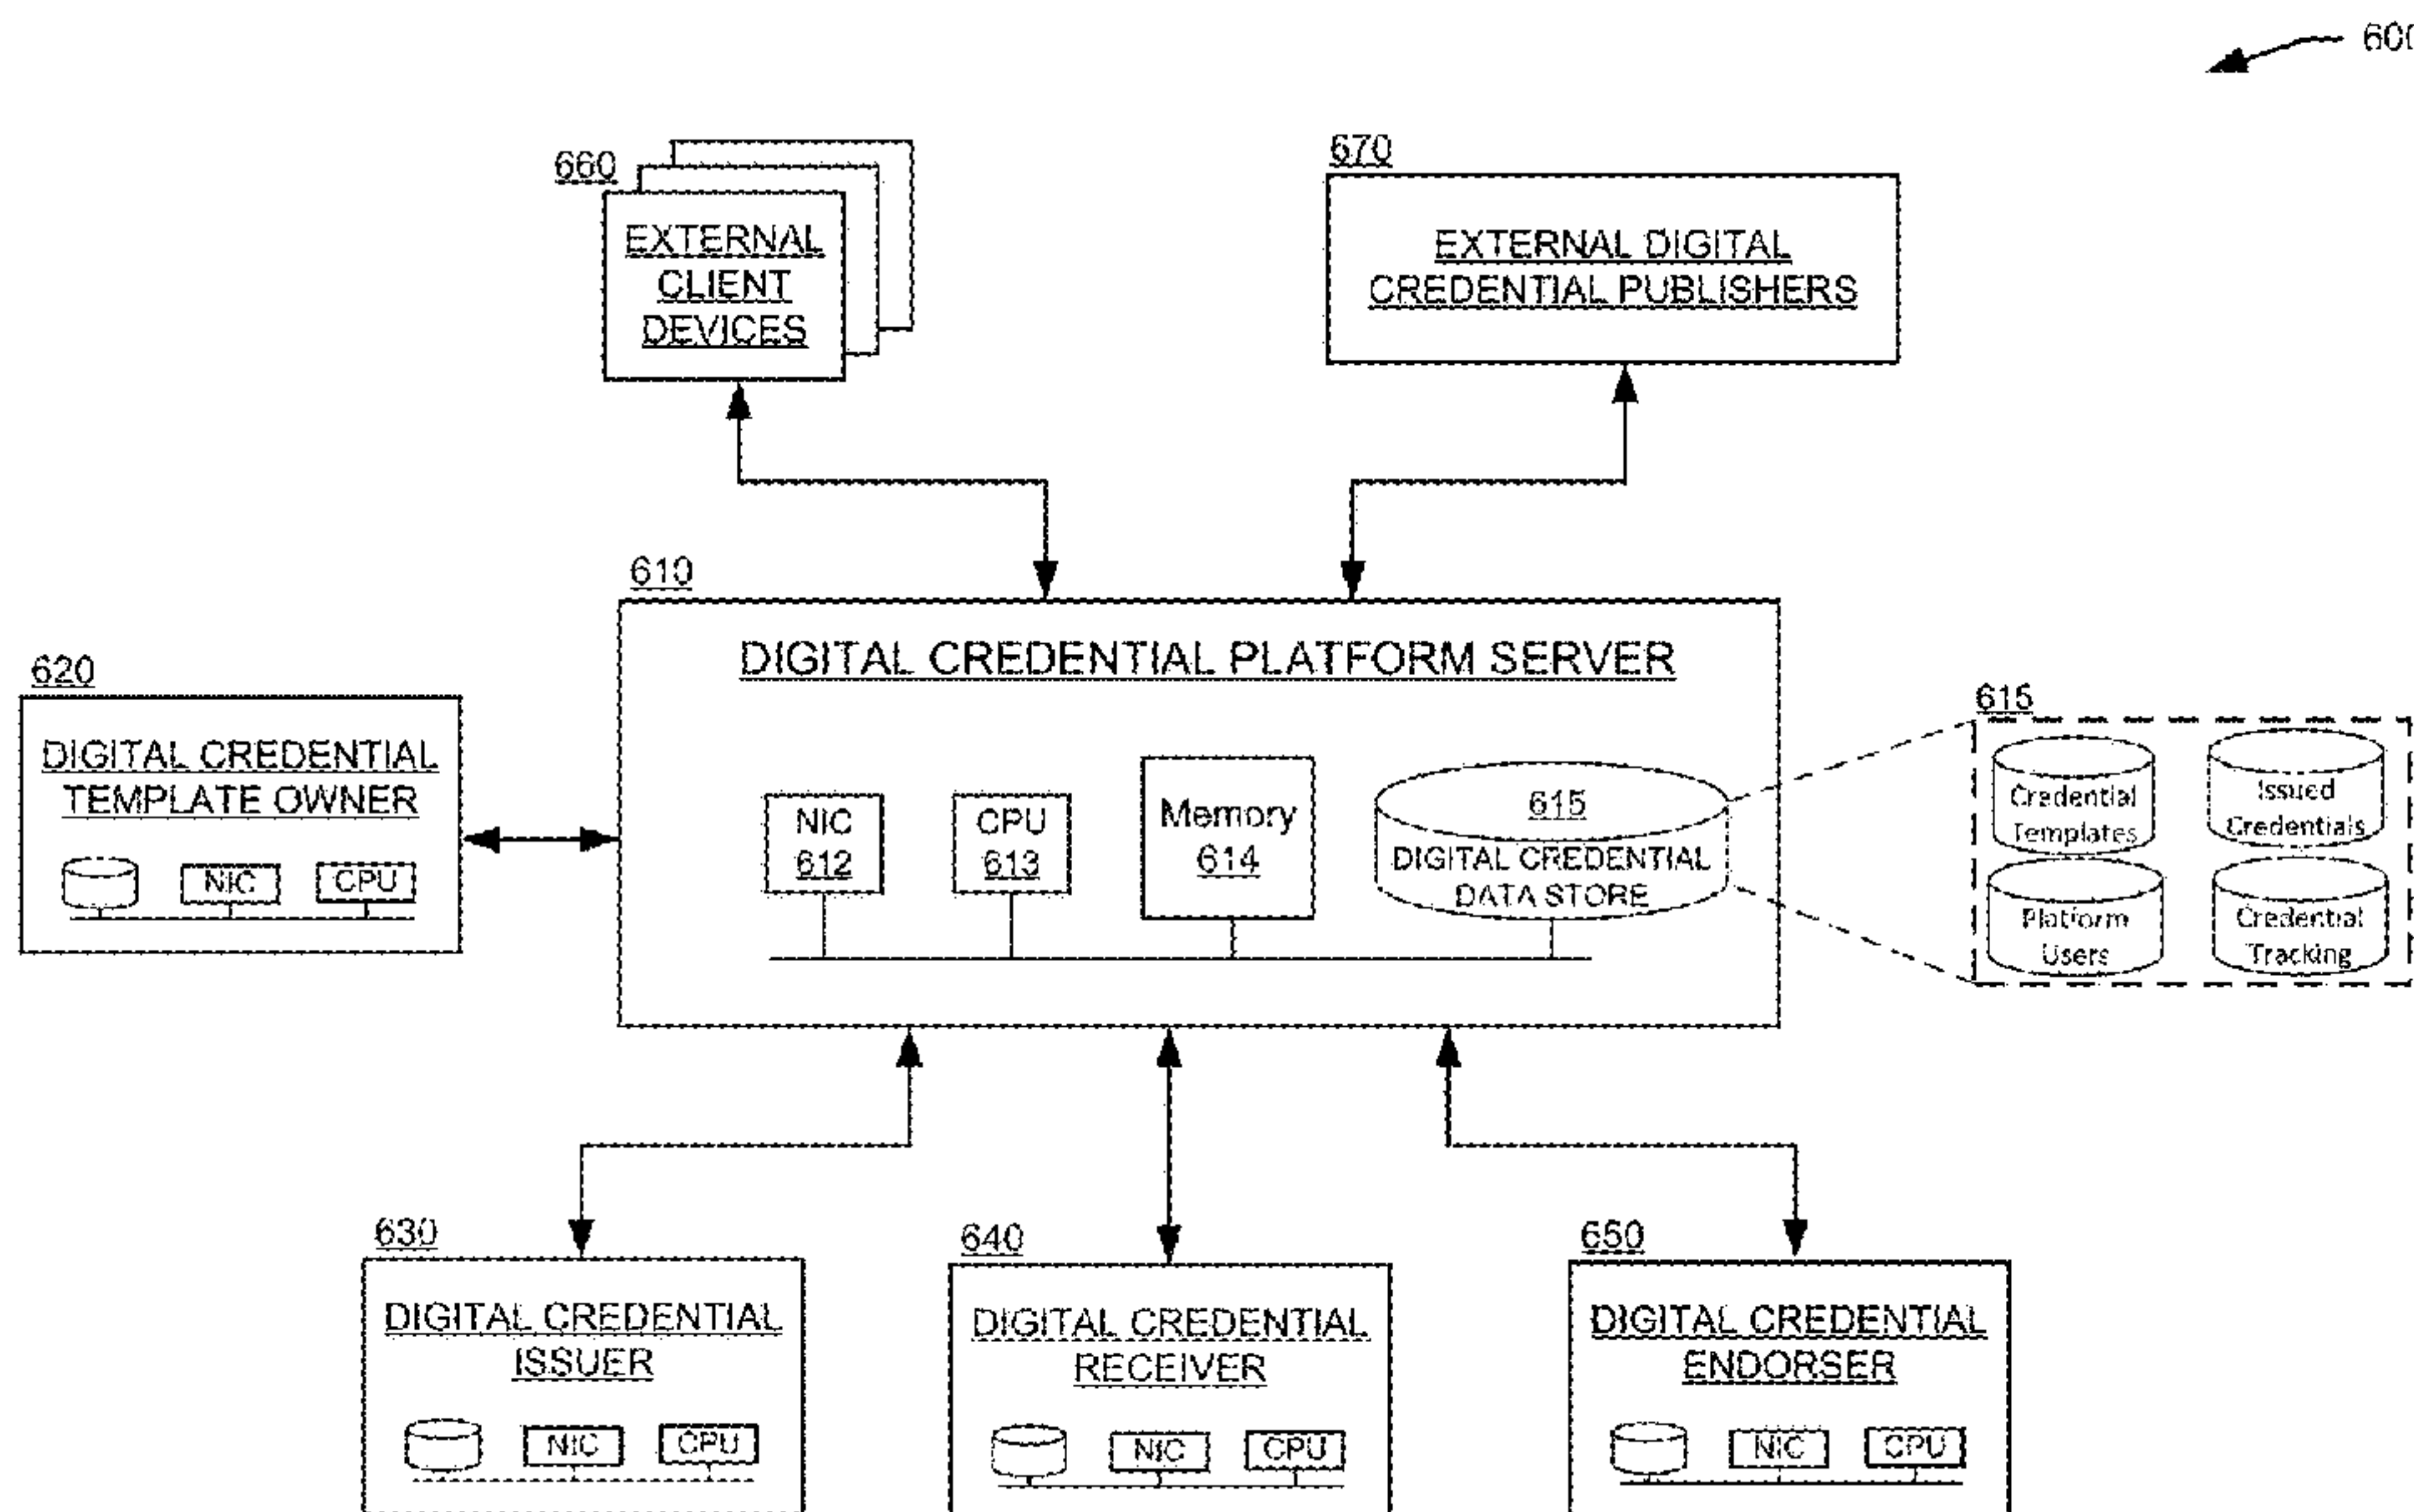 600
660
EXTERNAL
CLIENT
DEVICES
670
EXTERNAL DIGITAL
CREDENTIAL PUBLISHERS
610
DIGITAL CREDENTIAL PLATFORM SERVER
NIC
612
CPU
613
Memory
614
615
DIGITAL CREDENTIAL
DATA STORE
620
DIGITAL CREDENTIAL
TEMPLATE OWNER
NIC
CPU
615
Credential
Templates
Issued
Credentials
Platform
Users
Credential
Tracking
630
DIGITAL CREDENTIAL
ISSUER
NIC
CPU
640
DIGITAL CREDENTIAL
RECEIVER
NIC
CPU
650
DIGITAL CREDENTIAL
ENDORSER
NIC
CPU